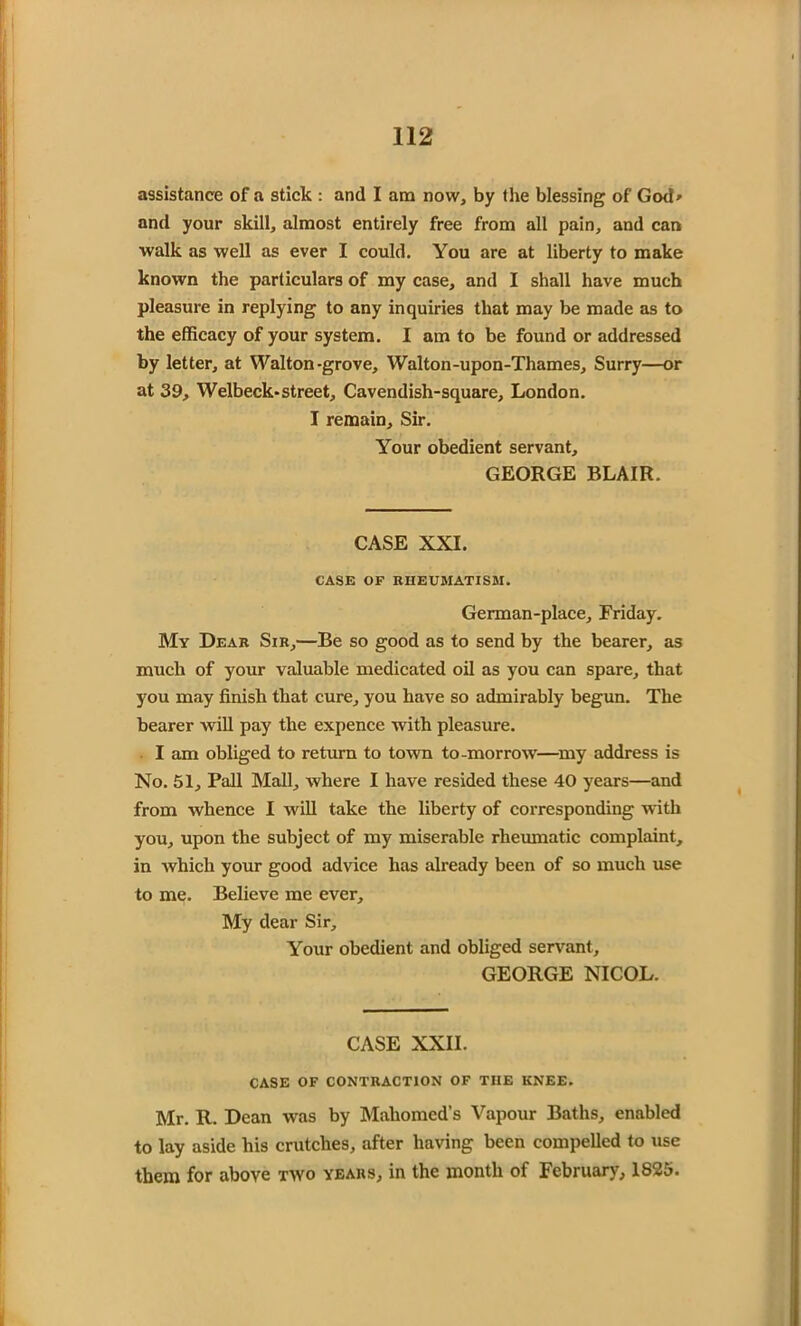 112
assistance of a stick : and I am now, by the blessing of God,
and your skill, almost entirely free from all pain, and can
walk as well as ever I could. You are at liberty to make
known the particulars of my case, and I shall have much
pleasure in replying to any inquiries that may be made as to
the efficacy of your system. I am to be found or addressed
by letter, at Walton-grove, Walton-upon-Thames, Surry—or
at 39, Welbeck-street, Cavendish-square, London.
I remain, Sir.
Your obedient servant,
GEORGE BLAIR.
CASE XXI.
CASE OF RHEUMATISM.
German-place, Friday.
My Dear Sir,—Be so good as to send by the bearer, as
much of your valuable medicated oil as you can spare, that
you may finish that cure, you have so admirably begun. The
bearer will pay the expence with pleasure.
I am obliged to return to town to-morrow—my address is
No. 51, Pall Mall, where I have resided these 40 years—and
from whence I will take the liberty of corresponding with
you, upon the subject of my miserable rheumatic complaint,
in which your good advice has already been of so much use
to me. Believe me ever,
My dear Sir,
Your obedient and obliged servant,
GEORGE NICOL.
CASE XXII.
CASE OF CONTRACTION OF THE KNEE.
Mr. R. Dean was by Mahomed's Vapour Baths, enabled
to lay aside his crutches, after having been compelled to use
them for above TWO YEARS, in the month of February, 1825.